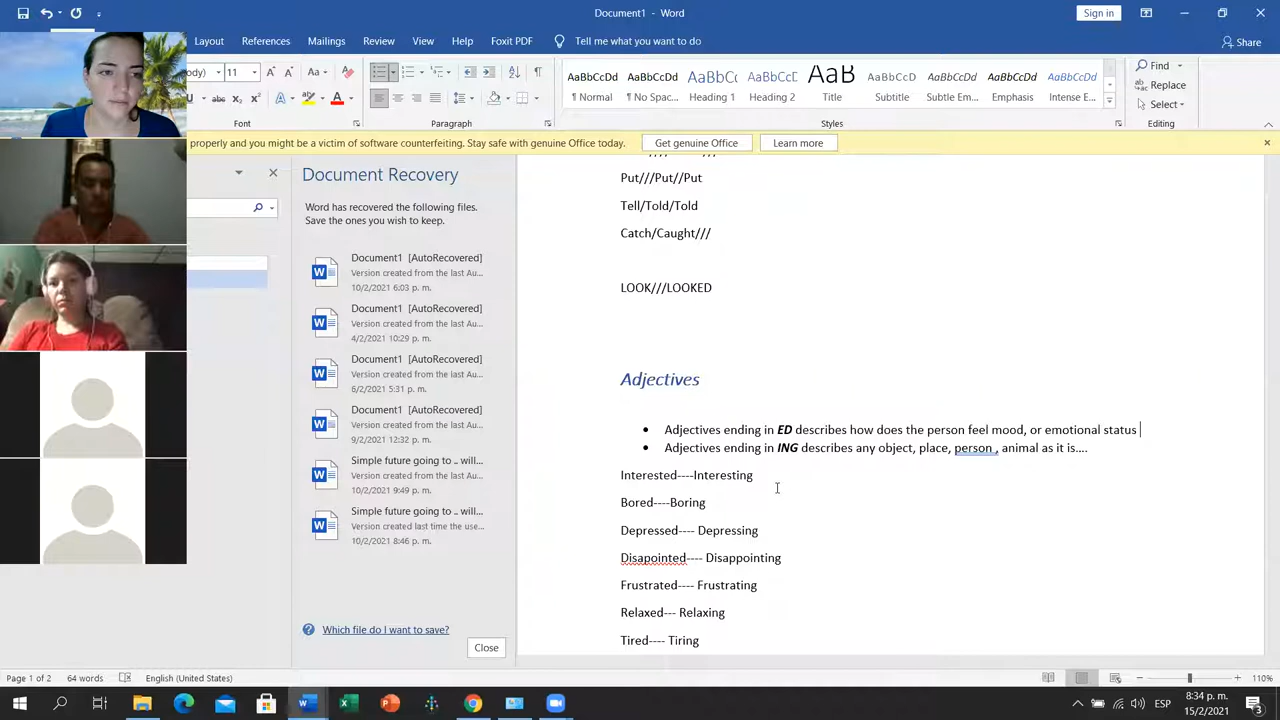 Document1 - Word
Sign in
Layout References Mailings Review View Help Foxit PDF Tell me what you want to do Share
11 Aa
AaBbCcDd AaBbCcDd AaBbCc AaBbCcC AaB AaBbCcD AaBbCcDd AaBbCcDd AaBbCcDd
¶ Normal ¶ No Spac... Heading 1 Heading 2 Title Subtitle Subtle Em... Emphasis Intense E...
Find
Replace
Select
Font Paragraph Styles Editing
properly and you might be a victim of software counterfeiting. Stay safe with genuine Office today. Get genuine Office Learn more
Document Recovery
Word has recovered the following files.
Save the ones you wish to keep.
Document1 [AutoRecovered]
Version created from the last Au...
10/2/2021 6:03 p. m.
Document1 [AutoRecovered]
Version created from the last Au...
4/2/2021 10:29 p. m.
Document1 [AutoRecovered]
Version created from the last Au...
6/2/2021 5:31 p. m.
Document1 [AutoRecovered]
Version created from the last Au...
9/2/2021 12:32 p. m.
Simple future going to .. will...
Version created from the last Au...
10/2/2021 9:49 p. m.
Simple future going to .. will...
Version created last time the use...
10/2/2021 8:46 p. m.
Which file do I want to save?
Close
Put///Put//Put
Tell/Told/Told
Catch/Caught///
LOOK///LOOKED
Adjectives
• Adjectives ending in ED describes how does the person feel mood, or emotional status
• Adjectives ending in ING describes any object, place, person , animal as it is....
Interested----Interesting
Bored----Boring
Depressed---- Depressing
Disapointed---- Disappointing
Frustrated---- Frustrating
Relaxed--- Relaxing
Tired---- Tiring
Page 1 of 2 64 words English (United States) 110%
ESP 8:34 p. m.
15/2/2021